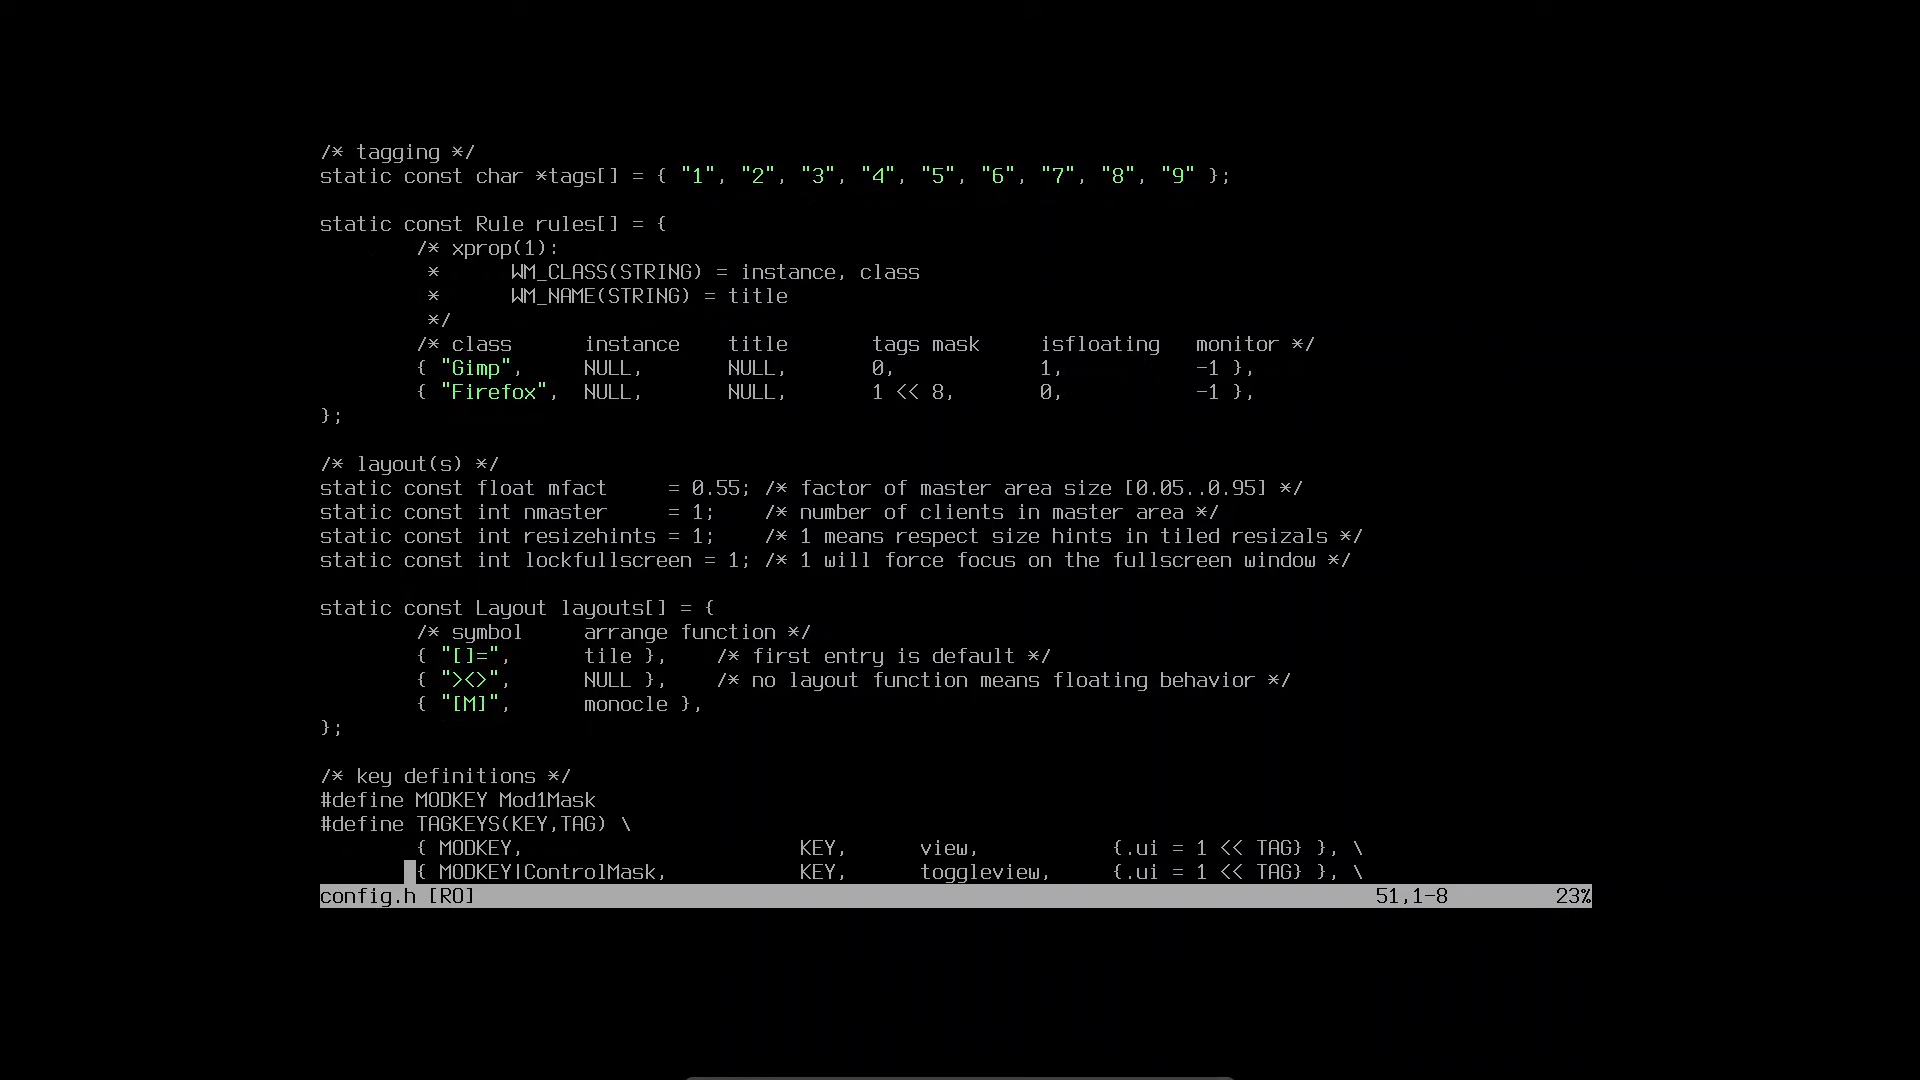 /* tagging */
static const char *tags[] = { "1", "2", "3", "4", "5", "6", "7", "8", "9" };
static const Rule rules[] = {
/* xprop(1):
*      WM_CLASS(STRING) = instance, class
*      WM_NAME(STRING) = title
*/
/* class      instance    title       tags mask     isfloating   monitor */
{ "Gimp",     NULL,       NULL,       0,            1,           -1 },
{ "Firefox",  NULL,       NULL,       1 << 8,       0,           -1 },
};
/* layout(s) */
static const float mfact     = 0.55; /* factor of master area size [0.05..0.95] */
static const int nmaster     = 1;    /* number of clients in master area */
static const int resizehints = 1;    /* 1 means respect size hints in tiled resizals */
static const int lockfullscreen = 1; /* 1 will force focus on the fullscreen window */
static const Layout layouts[] = {
/* symbol     arrange function */
{ "[]=",      tile },    /* first entry is default */
{ "><>",      NULL },    /* no layout function means floating behavior */
{ "[M]",      monocle },
};
/* key definitions */
#define MODKEY Mod1Mask
#define TAGKEYS(KEY,TAG) \
{ MODKEY,                       KEY,      view,           {.ui = 1 << TAG} }, \
{ MODKEY|ControlMask,           KEY,      toggleview,     {.ui = 1 << TAG} }, \
config.h [RO]                                                                 51,1-8         23%